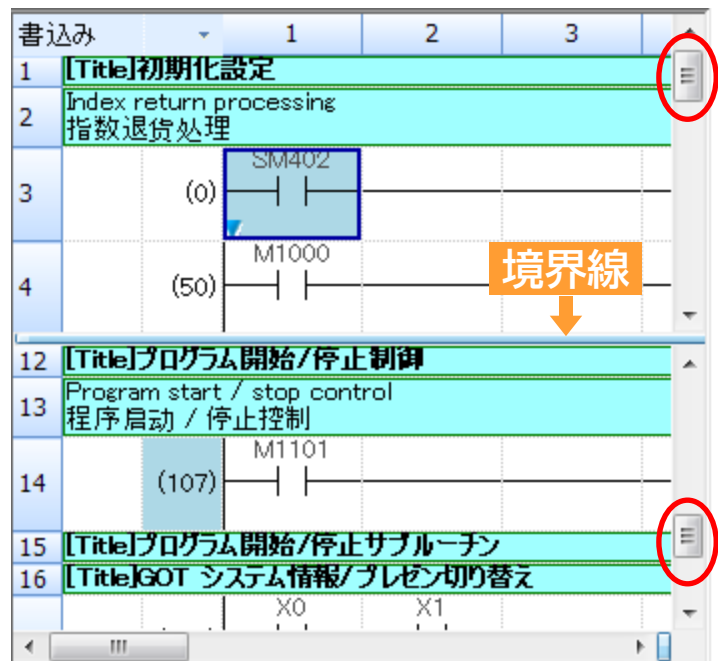 書込み 1 2 3
1 [Title]初期化設定
2 Index return processing
指数退货处理
SM402
3 (0)
M1000
境界線
4 (50)
12 [Title]プログラム開始/停止制御
13 Program start / stop control
程序启动 / 停止控制
M1101
14 (107)
15 [Title]プログラム開始/停止サブルーチン
16 [Title]GOT システム情報/プレゼン切り替え
X0 X1